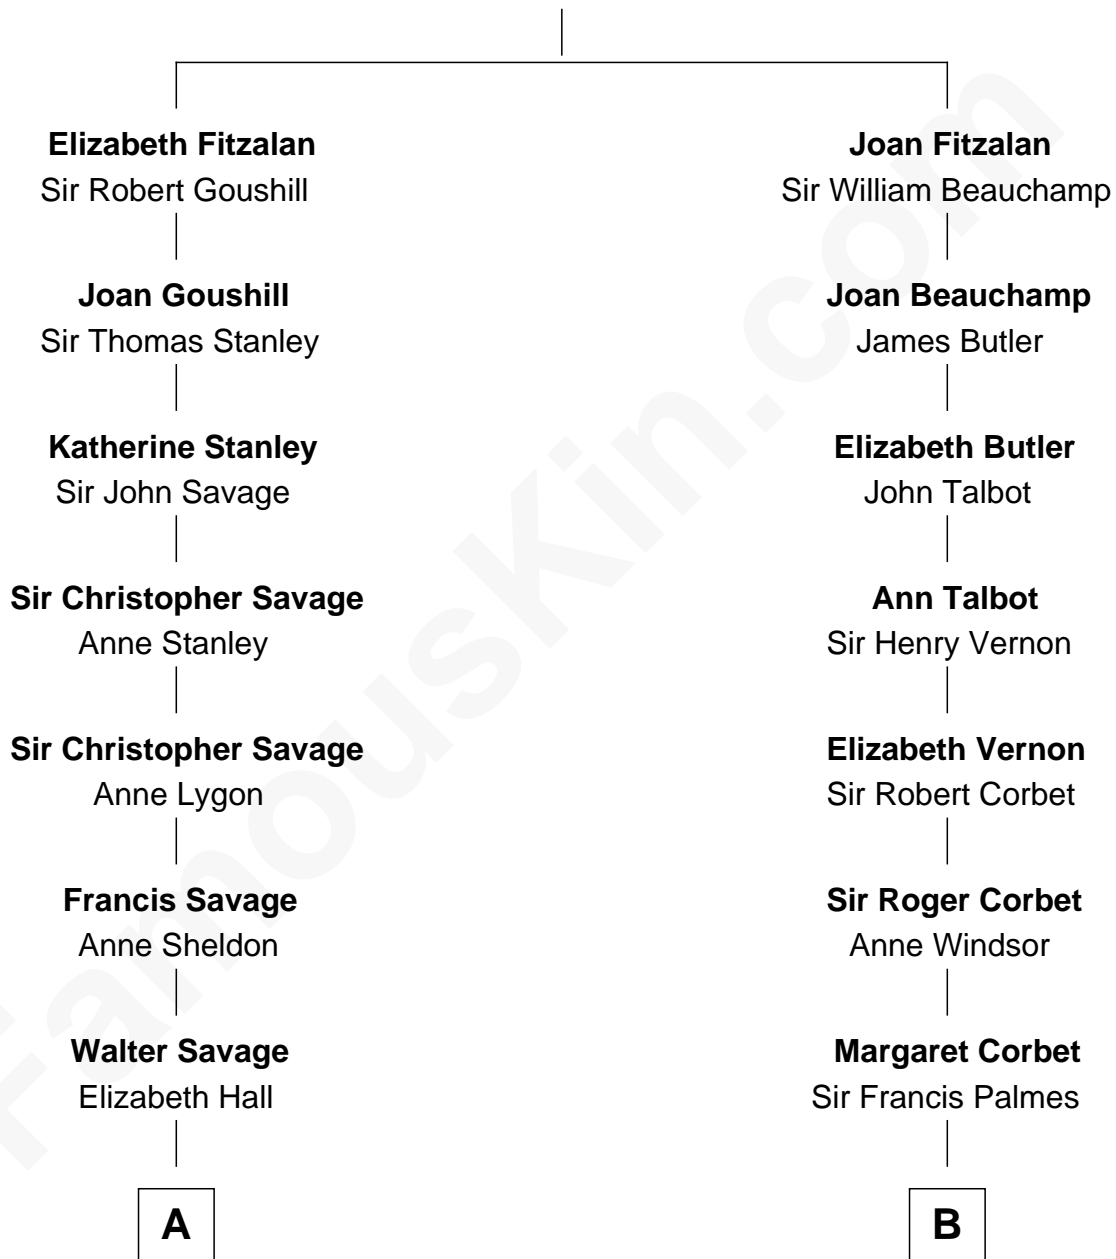 Elizabeth Fitzalan
Sir Robert Goushill
Joan Goushill
Sir Thomas Stanley
Katherine Stanley
Sir John Savage
Sir Christopher Savage
Anne Stanley
Sir Christopher Savage
Anne Lygon
Francis Savage
Anne Sheldon
Walter Savage
Elizabeth Hall
A
Joan Fitzalan
Sir William Beauchamp
Joan Beauchamp
James Butler
Elizabeth Butler
John Talbot
Ann Talbot
Sir Henry Vernon
Elizabeth Vernon
Sir Robert Corbet
Sir Roger Corbet
Anne Windsor
Margaret Corbet
Sir Francis Palmes
B
FamousKin.com